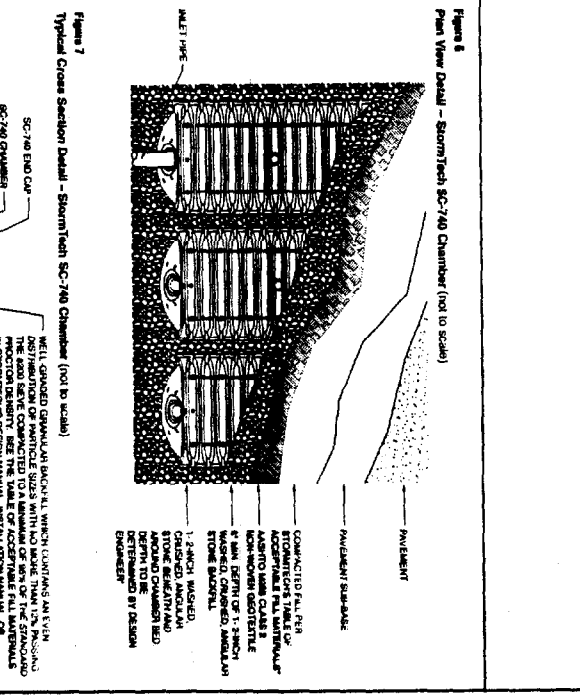 Figure 6
Plan View Detail – StormTech SC-740 Chamber (not to scale)
PAVEMENT
PAVEMENT SUB-BASE
COMPACTED FILL PER
STORMTECH'S TABLE OF
ACCEPTABLE FILL MATERIALS*
AASHTO M288 CLASS 2
NON-WOVEN GEOTEXTILE
6" MIN. DEPTH OF 1- 2-INCH
WASHED, CRUSHED, ANGULAR
STONE BACKFILL
1- 2-INCH, WASHED,
CRUSHED, ANGULAR
STONE BENEATH AND
AROUND CHAMBER BED
DEPTH TO BE
DETERMINED BY DESIGN
ENGINEER*
INLET PIPE
Figure 7
Typical Cross Section Detail – StormTech SC-740 Chamber (not to scale)
SC-740 END CAP
SC-740 CHAMBER
WELL GRADED GRANULAR BACKFILL WHICH CONTAINS AN EVEN
DISTRIBUTION OF PARTICLE SIZES WITH NO MORE THAN 12% PASSING
THE #200 SIEVE COMPACTED TO A MINIMUM OF 95% OF THE STANDARD
PROCTOR DENSITY. SEE THE TABLE OF ACCEPTABLE FILL MATERIALS
DESIGN MANUAL, INSTALLATION MANUAL, OR